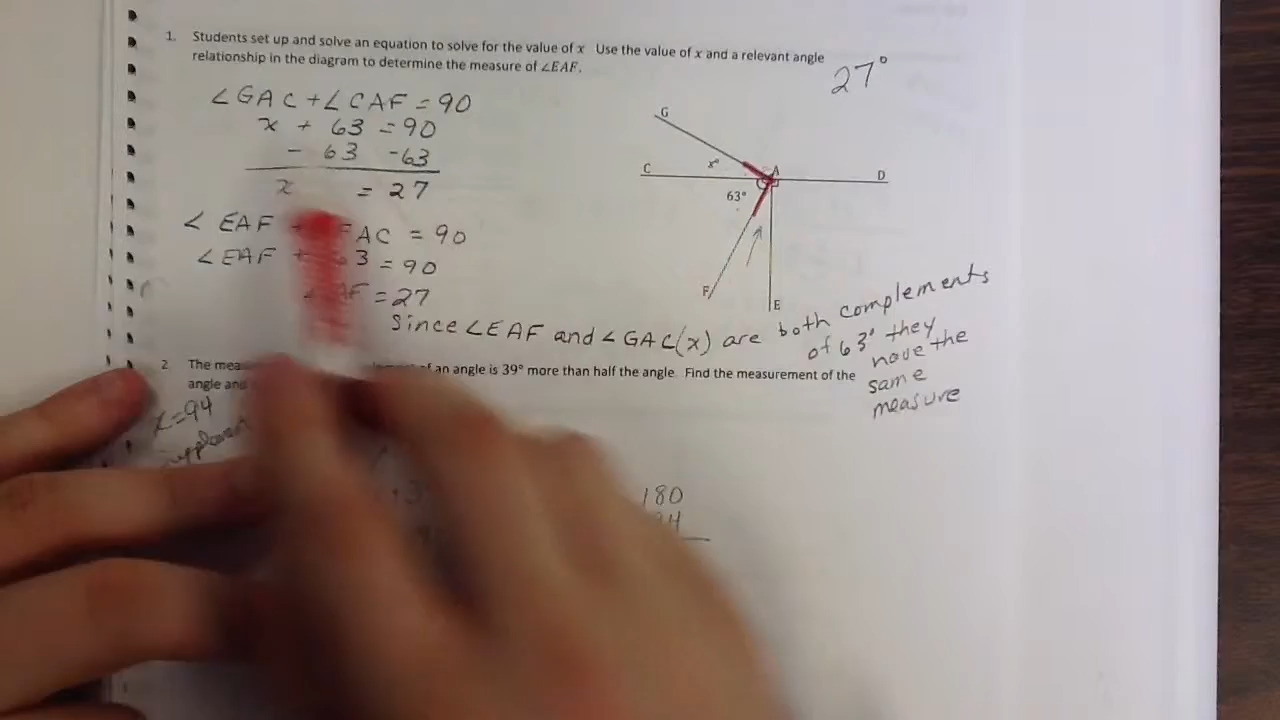 1. Students set up and solve an equation to solve for the value of x Use the value of x and a relevant angle
relationship in the diagram to determine the measure of ∠EAF.
27°
∠GAC + ∠CAF = 90
x + 63 = 90
- 63 -63
x = 27
∠EAF FAC = 90
∠EAF + 3 = 90
AF = 27
G
C
x°
A
D
63°
F
E
Since ∠EAF and ∠GAC(x) are both complements
of 63° they
have the
same
measure
2 The of an angle is 39° more than half the angle Find the measurement of the
angle and
x=94
180